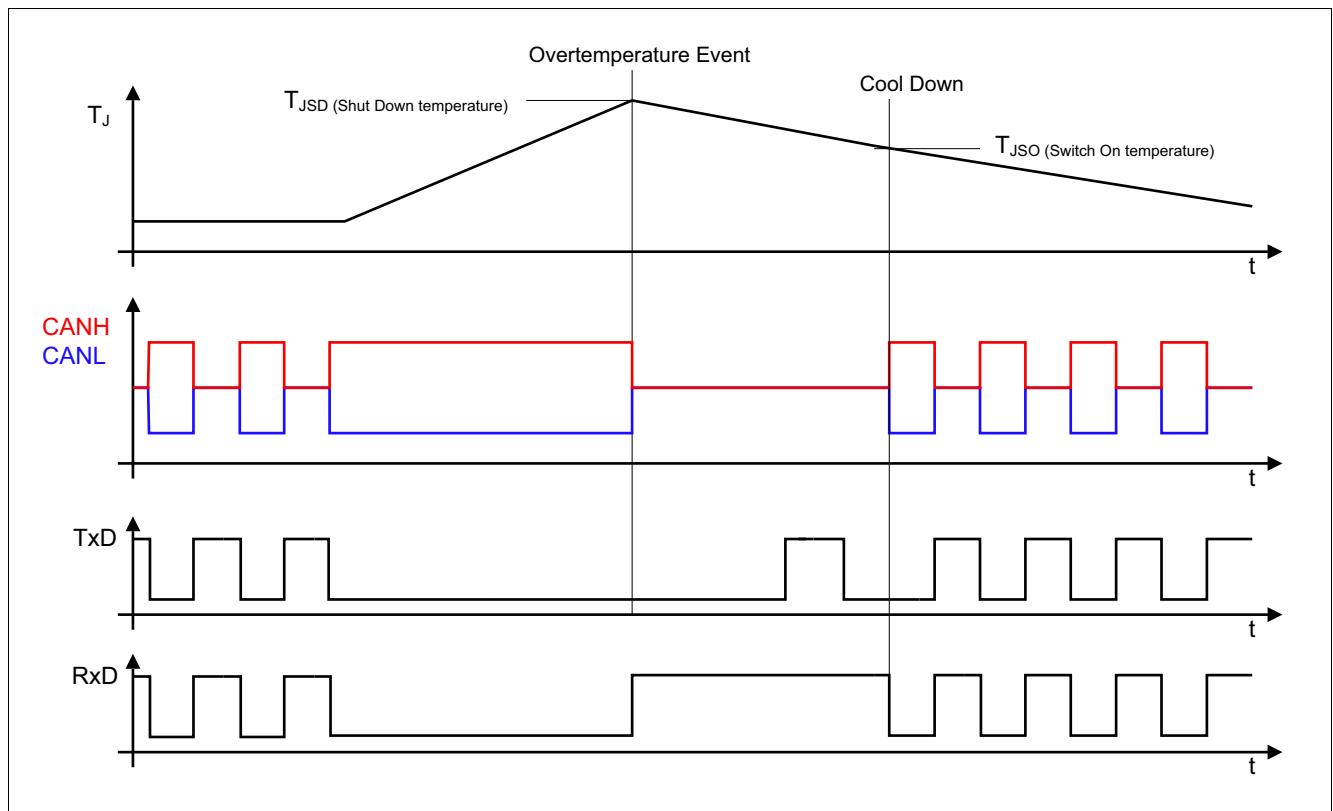 Overtemperature Event
Cool Down
TJSD (Shut Down temperature)
TJ
TJSO (Switch On temperature)
t
CANH
CANL
t
TxD
t
RxD
t